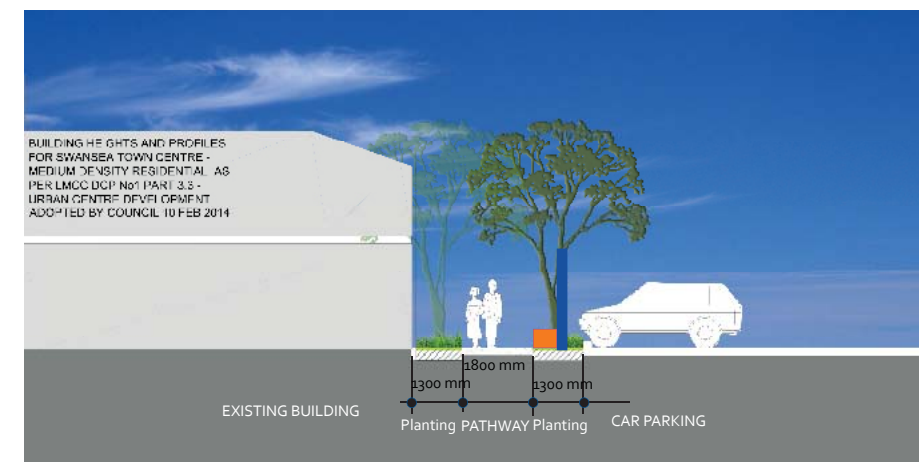 BUILDING HEIGHTS AND PROFILES
FOR SWANSEA TOWN CENTRE -
MEDIUM DENSITY RESIDENTIAL AS
PER LMCC DCP No1 PART 3.3 -
URBAN CENTRE DEVELOPMENT
ADOPTED BY COUNCIL 10 FEB 2014
1800 mm
1300 mm
1300 mm
EXISTING BUILDING
Planting
PATHWAY
Planting
CAR PARKING